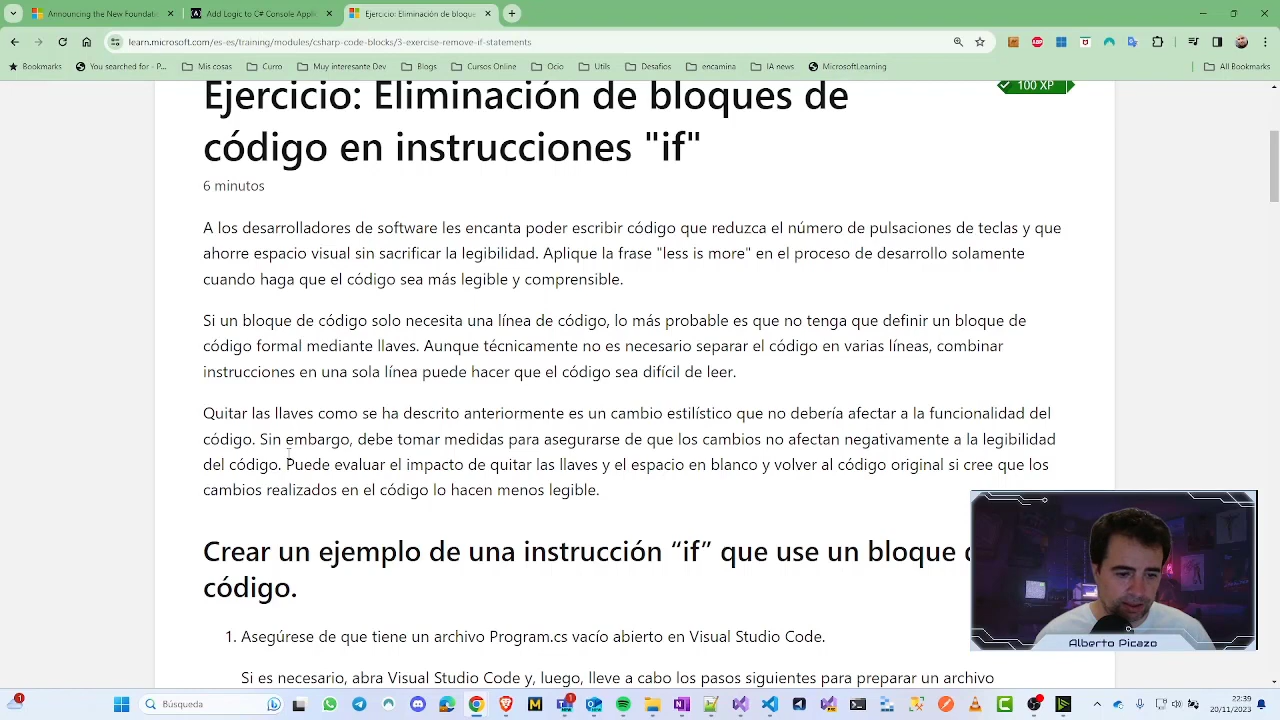 Announcing the New Foundatio
Add Logic to C# Console Applic
Ejercicio: Eliminación de bloque
learn.microsoft.com/es-es/training/modules/csharp-code-blocks/3-exercise-remove-if-statements
Bookmarks
You searched for - P...
Mis cosas
Curro
Muy interesante Dev
Blogs
Cursos Online
Ocio
Utils
Desafios
encamina
IA news
MicrosoftLearning
All Bookmarks
Ejercicio: Eliminación de bloques de
100 XP
código en instrucciones "if"
6 minutos
A los desarrolladores de software les encanta poder escribir código que reduzca el número de pulsaciones de teclas y que
ahorre espacio visual sin sacrificar la legibilidad. Aplique la frase "less is more" en el proceso de desarrollo solamente
cuando haga que el código sea más legible y comprensible.
Si un bloque de código solo necesita una línea de código, lo más probable es que no tenga que definir un bloque de
código formal mediante llaves. Aunque técnicamente no es necesario separar el código en varias líneas, combinar
instrucciones en una sola línea puede hacer que el código sea difícil de leer.
Quitar las llaves como se ha descrito anteriormente es un cambio estilístico que no debería afectar a la funcionalidad del
código. Sin embargo, debe tomar medidas para asegurarse de que los cambios no afectan negativamente a la legibilidad
del código. Puede evaluar el impacto de quitar las llaves y el espacio en blanco y volver al código original si cree que los
cambios realizados en el código lo hacen menos legible.
Crear un ejemplo de una instrucción “if” que use un bloque
código.
1. Asegúrese de que tiene un archivo Program.cs vacío abierto en Visual Studio Code.
Si es necesario, abra Visual Studio Code y, luego, lleve a cabo los pasos siguientes para preparar un archivo
Alberto Picazo
Búsqueda
22:39
20/11/2023